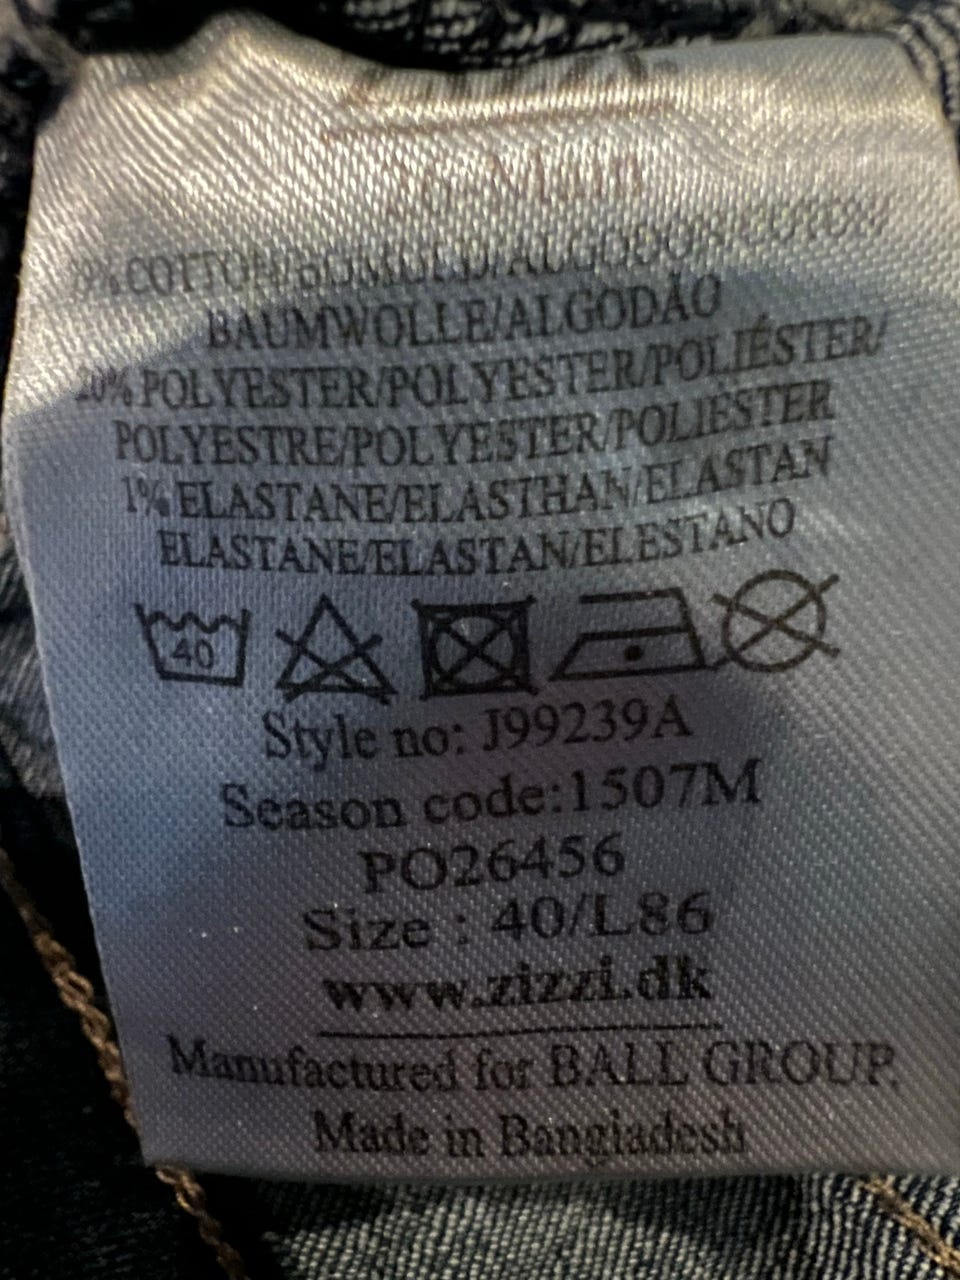 COTTON/BOMULD/ALGODON/COTON
BAUMWOLLE/ALGODÃO
20% POLYESTER/POLYESTER/POLIÉSTER/
POLYESTRE/POLYESTER/POLIÉSTER
1% ELASTANE/ELASTHAN/ELASTAN
ELASTANE/ELASTAN/ELESTANO
40
Style no: J99239A
Season code:1507M
PO26456
Size : 40/L86
www.zizzi.dk
Manufactured for BALL GROUP.
Made in Bangladesh